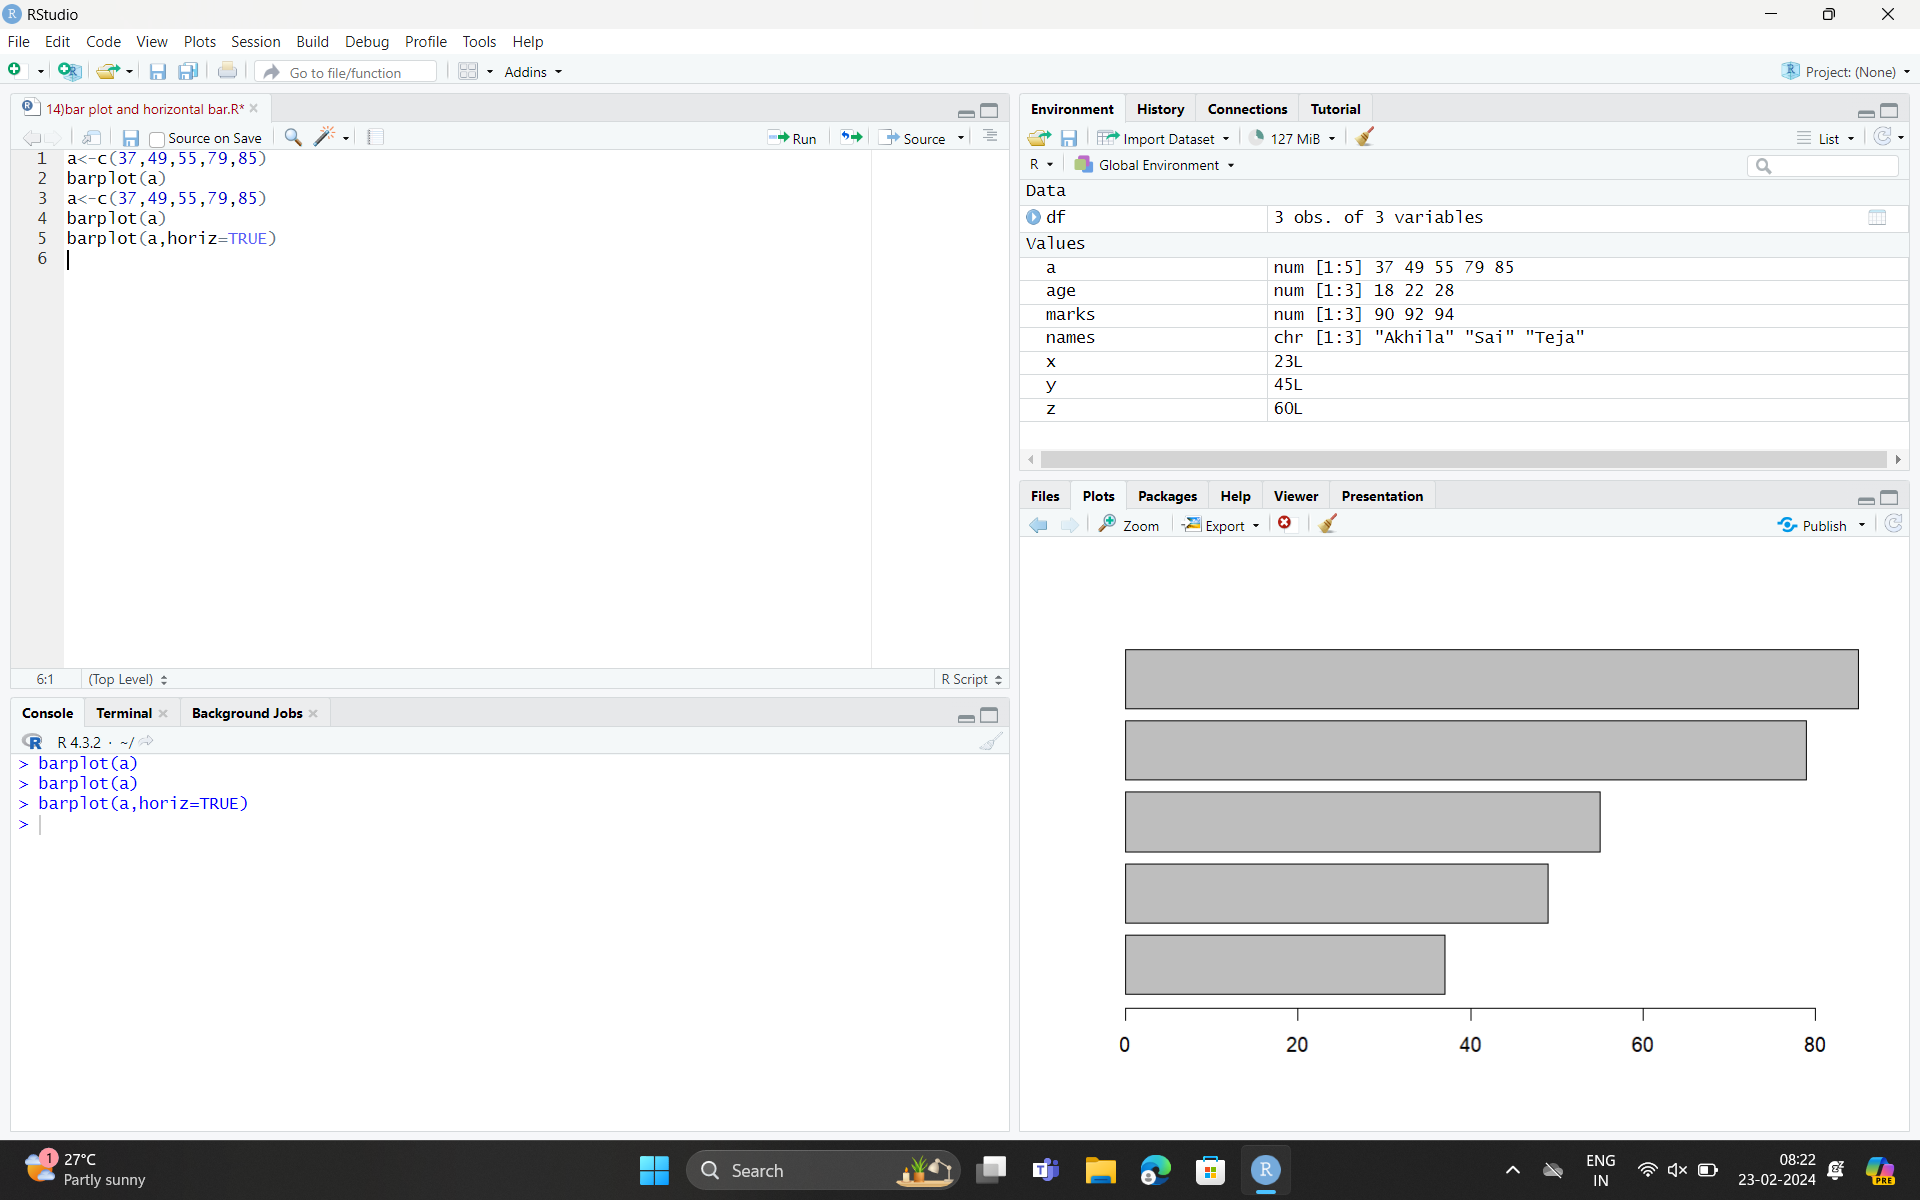 RStudio
File Edit Code View Plots Session Build Debug Profile Tools Help
Go to file/function Addins Project: (None)
14)bar plot and horizontal bar.R*
Source on Save Run Source
1 a<-c(37,49,55,79,85)
2 barplot(a)
3 a<-c(37,49,55,79,85)
4 barplot(a)
5 barplot(a,horiz=TRUE)
6
6:1 (Top Level) R Script
Console Terminal Background Jobs
R 4.3.2 · ~/
> barplot(a)
> barplot(a)
> barplot(a,horiz=TRUE)
>
Environment History Connections Tutorial
Import Dataset 127 MiB List
R Global Environment
Data
df 3 obs. of 3 variables
Values
a num [1:5] 37 49 55 79 85
age num [1:3] 18 22 28
marks num [1:3] 90 92 94
names chr [1:3] "Akhila" "Sai" "Teja"
x 23L
y 45L
z 60L
Files Plots Packages Help Viewer Presentation
Zoom Export Publish
0 20 40 60 80
1 27°C
Partly sunny
Search
ENG
IN
08:22
23-02-2024
PRE